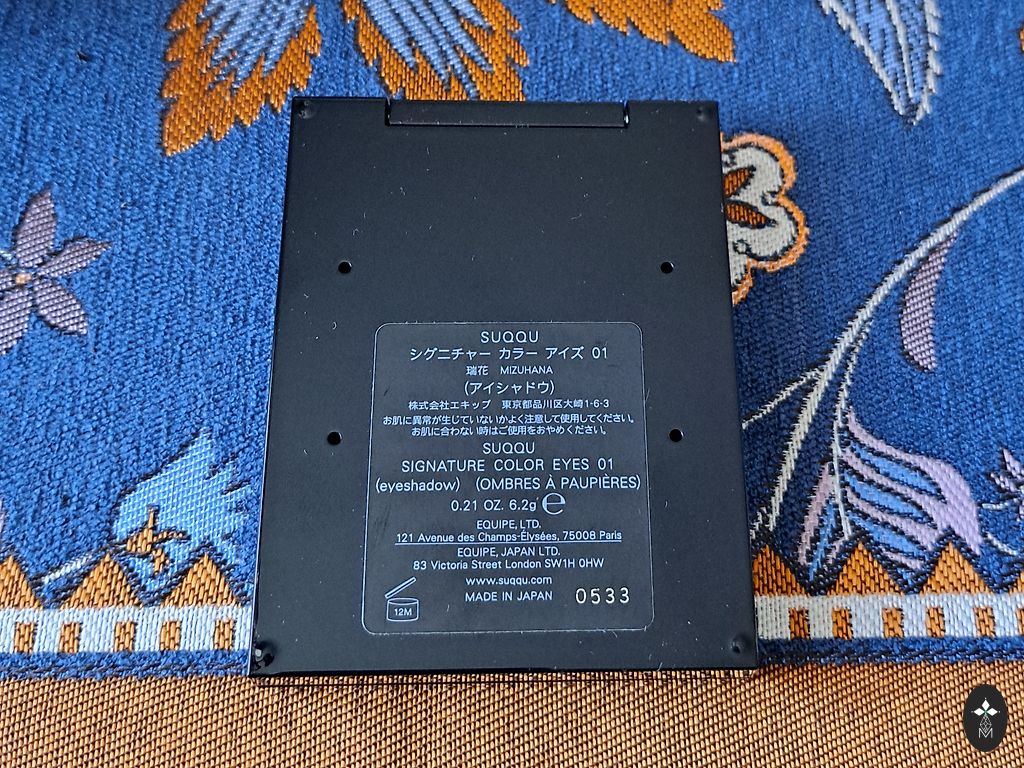 SUQQU
シグニチャー カラー アイズ 01
瑞花 MIZUHANA
(アイシャドウ)
株式会社エキップ 東京都品川区大崎1-6-3
お肌に異常が生じていないかよく注意して使用してください。
お肌に合わない時はご使用をおやめください。
SUQQU
SIGNATURE COLOR EYES 01
(eyeshadow) (OMBRES À PAUPIÈRES)
0.21 OZ. 6.2g ℮
EQUIPE, LTD.
121 Avenue des Champs-Élysées, 75008 Paris
EQUIPE, JAPAN LTD.
83 Victoria Street London SW1H 0HW
www.suqqu.com
MADE IN JAPAN 0533
12M
M